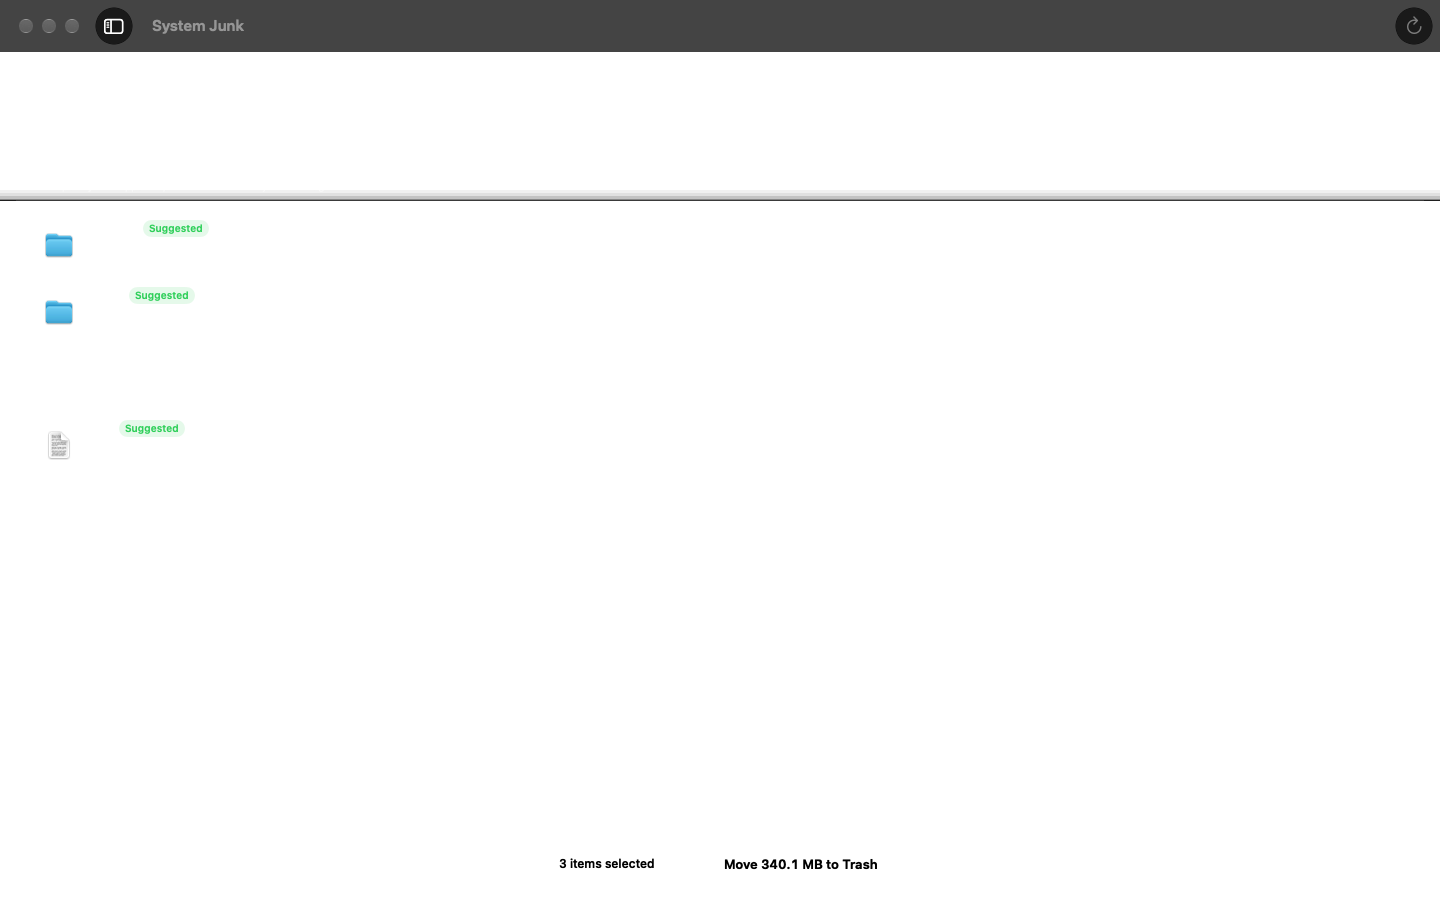 System Junk
Suggested
Suggested
Suggested
3 items selected
Move 340.1 MB to Trash